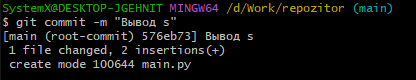 SystemX@DESKTOP-JGEHNIT MINGW64 /d/Work/repozitor (main)
$ git commit -m "Вывод s"
[main (root-commit) 576eb73] Вывод s
 1 file changed, 2 insertions(+)
 create mode 100644 main.py